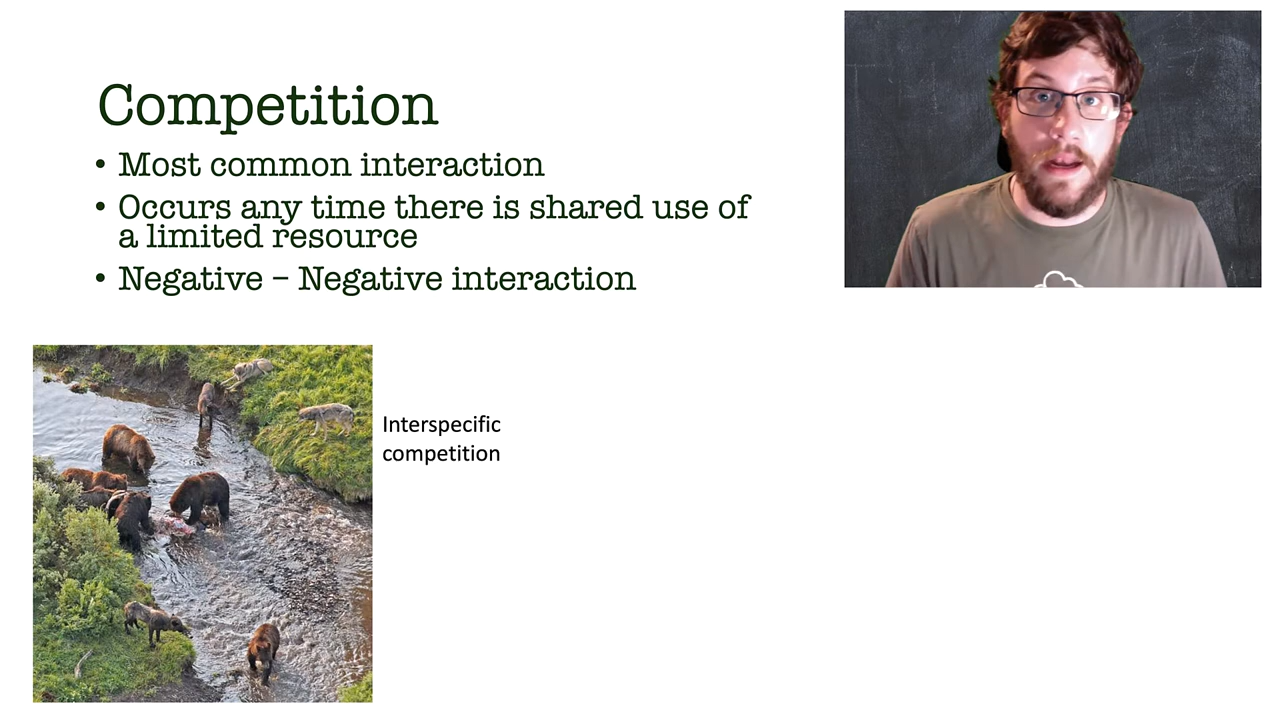 Competition
• Most common interaction
• Occurs any time there is shared use of
a limited resource
• Negative – Negative interaction
Interspecific
competition